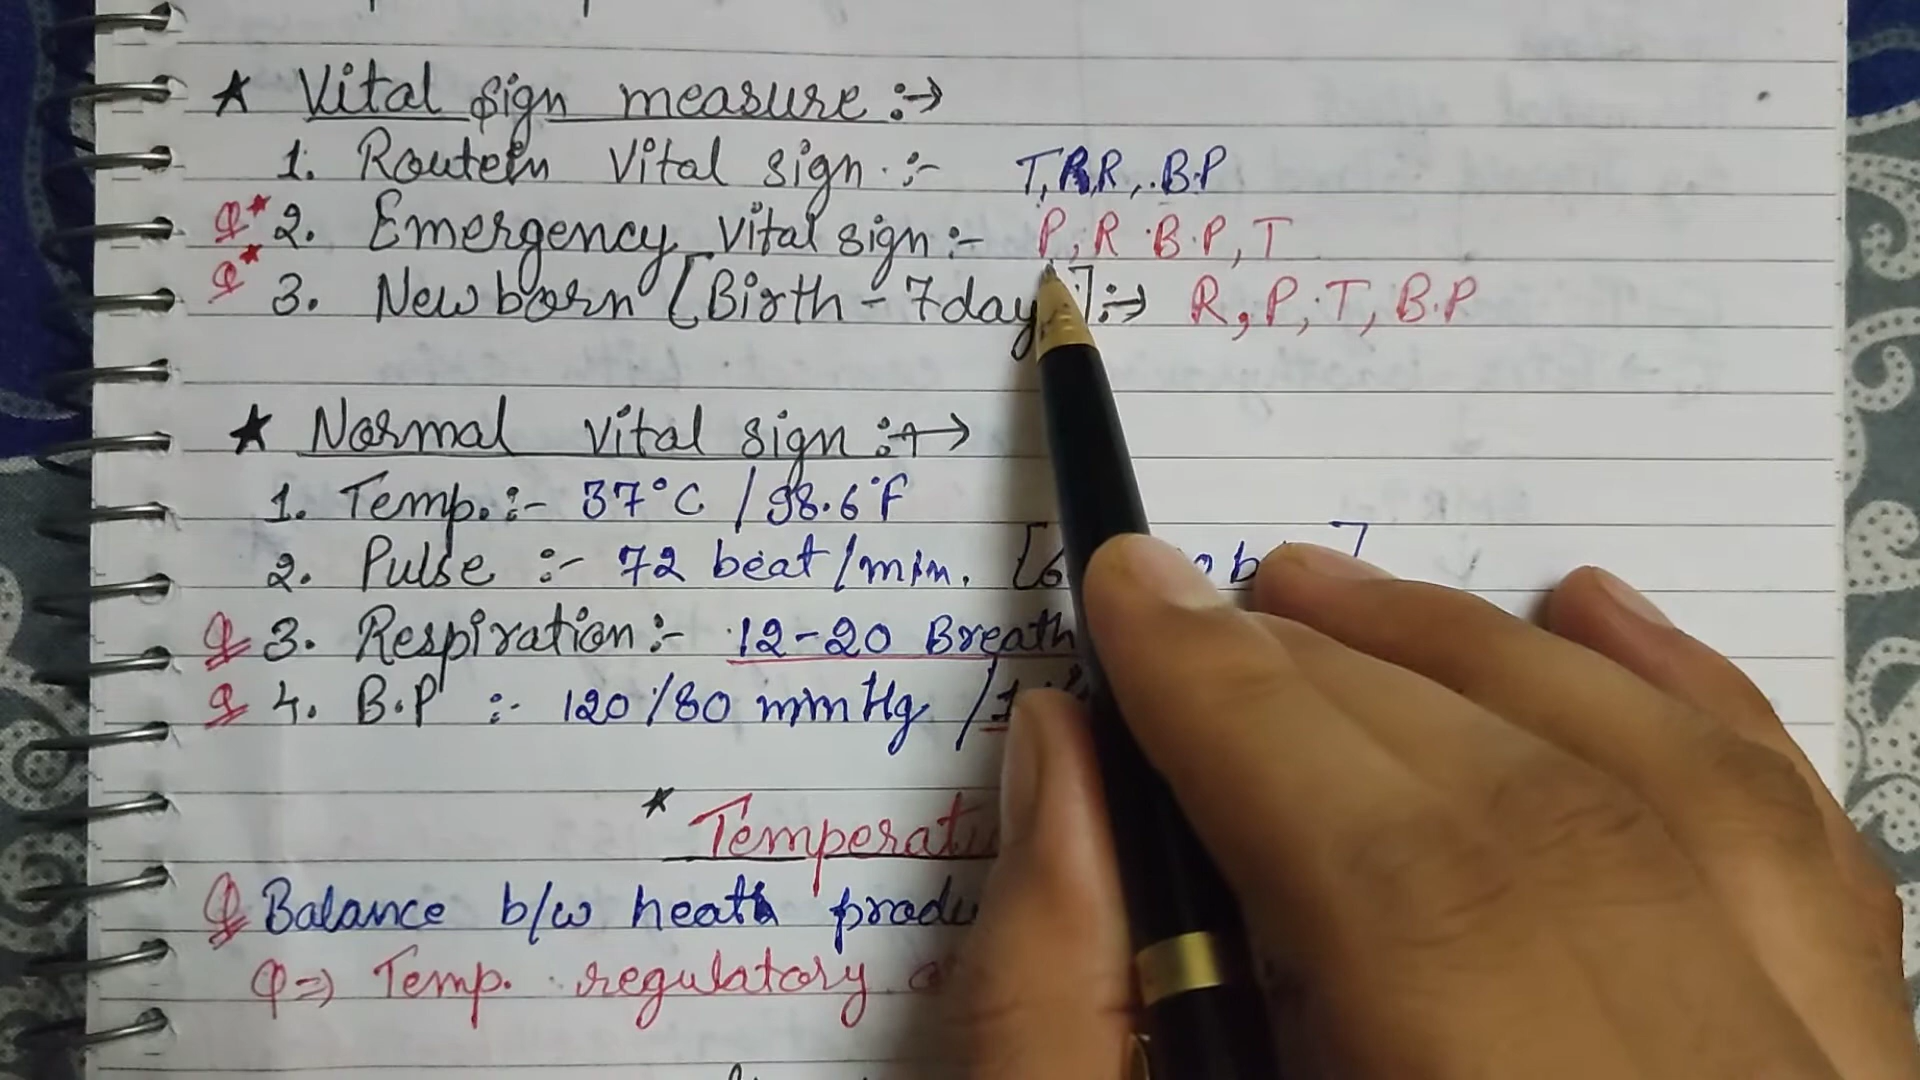 ★ Vital sign measure :→
1. Routein Vital sign :- T, P, R, B.P
Q* 2. Emergency Vital sign :- P, R B.P, T
Q* 3. New born [Birth - 7day] :→ R, P, T, B.P
★ Normal vital sign :→
1. Temp. :- 37°C / 98.6°F
2. Pulse :- 72 beat/min.
Q 3. Respiration :- 12-20 Breath
Q 4. B.P :- 120/80 mmHg /
* 
Q Balance b/w heat
Q⇒ Temp. regulatory